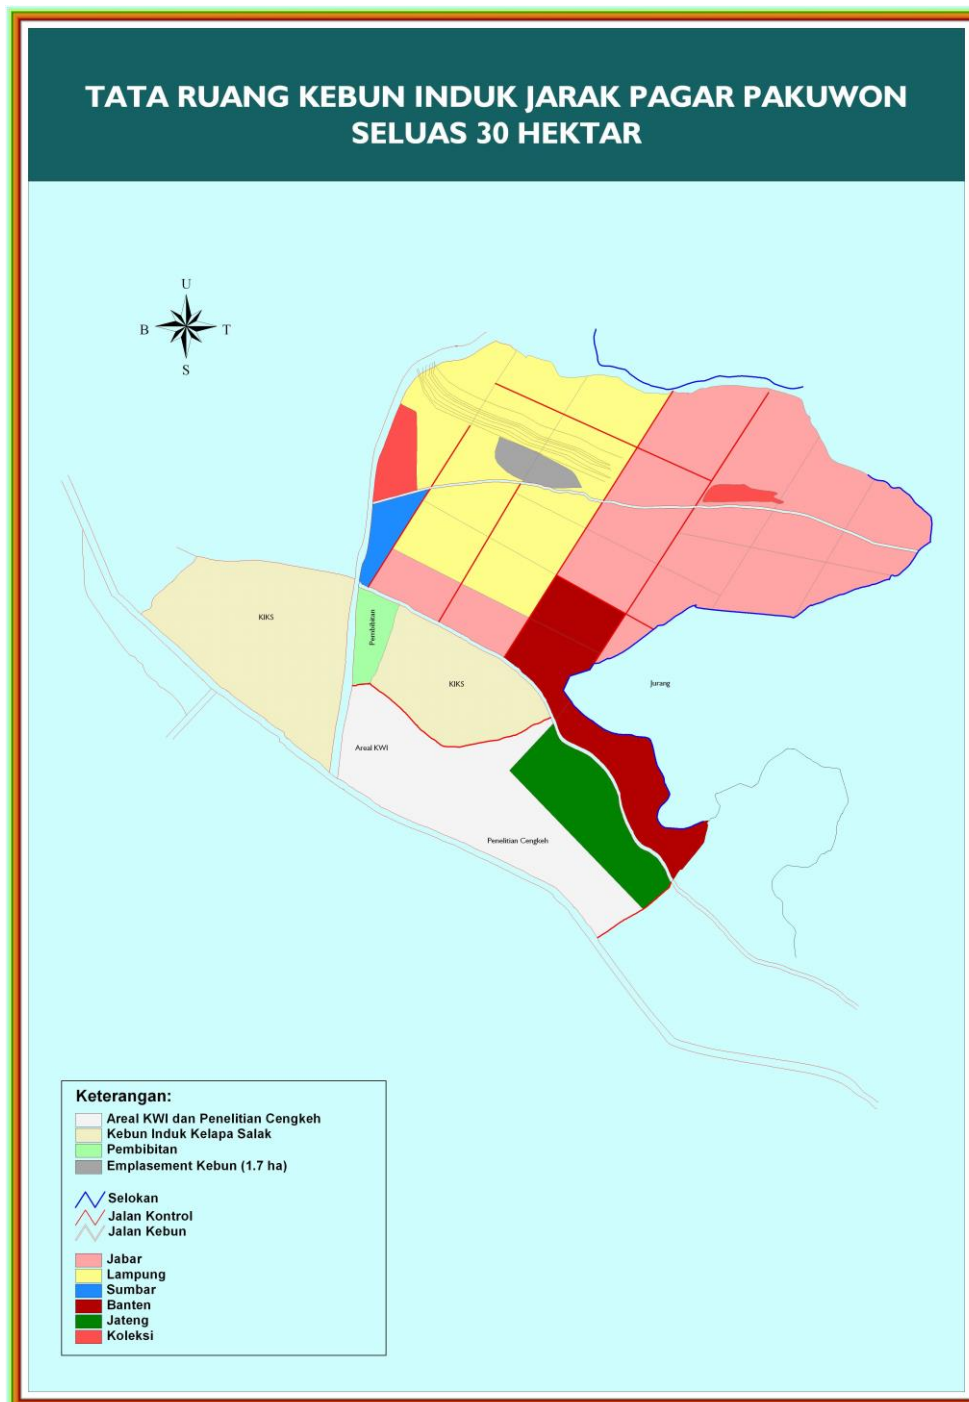 TATA RUANG KEBUN INDUK JARAK PAGAR PAKUWON
SELUAS 30 HEKTAR
U
B
T
S
KIKS
Pembibitan
KIKS
Jurang
Areal KWI
Penelitian Cengkeh
Keterangan:
Areal KWI dan Penelitian Cengkeh
Kebun Induk Kelapa Salak
Pembibitan
Emplasement Kebun (1.7 ha)
Selokan
Jalan Kontrol
Jalan Kebun
Jabar
Lampung
Sumbar
Banten
Jateng
Koleksi